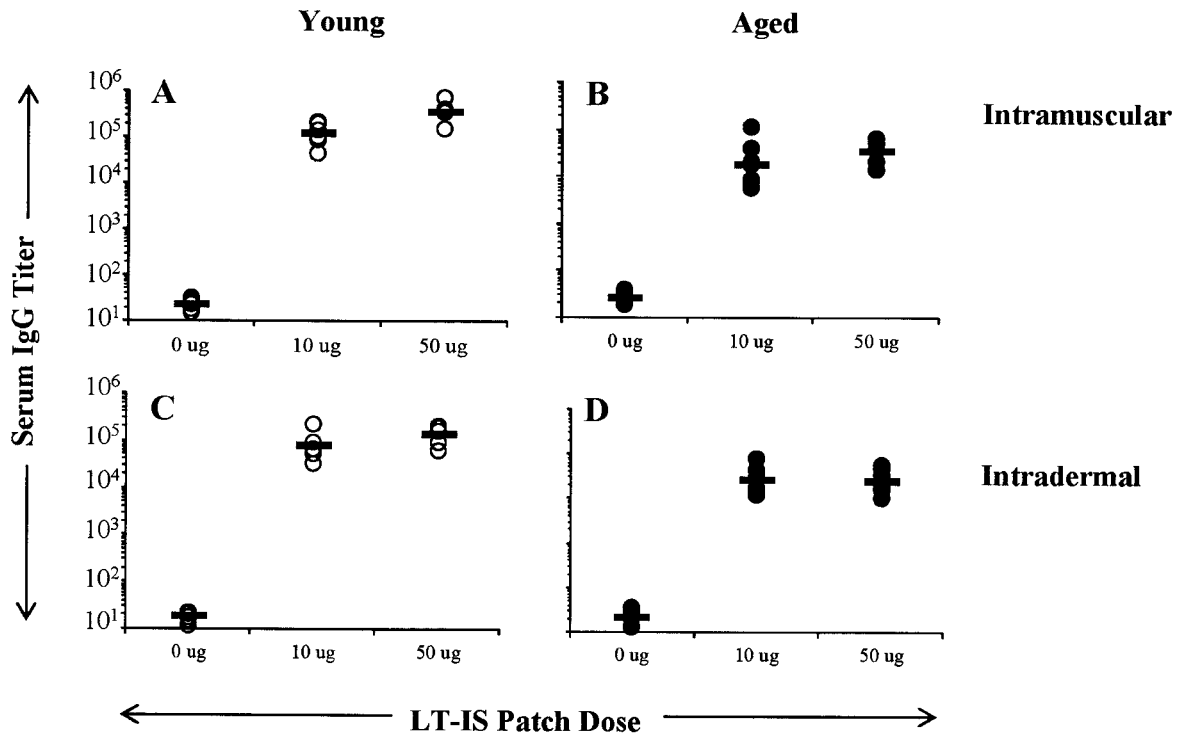 Young
Aged
Serum IgG Titer
A
10⁶
10⁵
10⁴
10³
10²
10¹
0 ug
10 ug
50 ug
B
0 ug
10 ug
50 ug
Intramuscular
C
10⁶
10⁵
10⁴
10³
10²
10¹
0 ug
10 ug
50 ug
D
0 ug
10 ug
50 ug
Intradermal
LT-IS Patch Dose